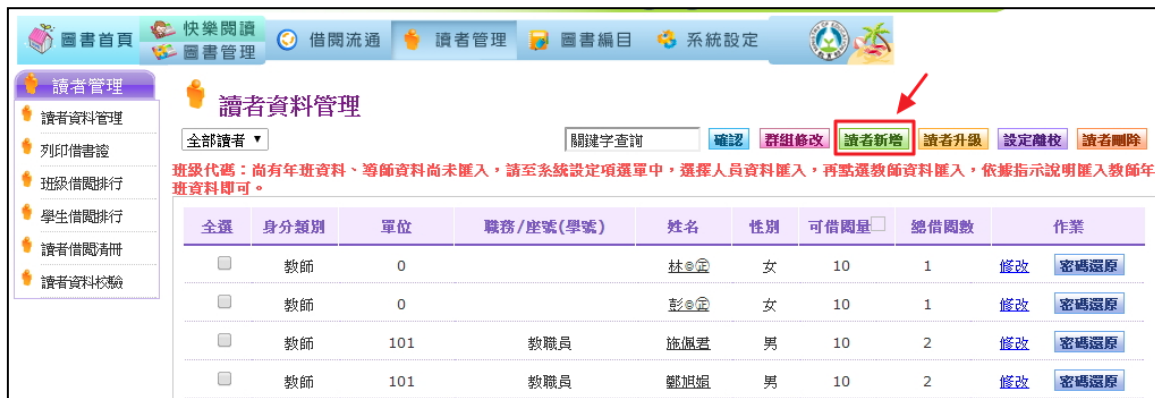 圖書首頁 快樂閱讀 圖書管理 借閱流通 讀者管理 圖書編目 系統設定
讀者管理
讀者資料管理
列印借書證
班級借閱排行
學生借閱排行
讀者借閱清冊
讀者資料校驗
讀者資料管理
全部讀者 ▼ 關鍵字查詢 確認 群組修改 讀者新增 讀者升級 設定離校 讀者刪除
班級代碼：尚有年班資料、導師資料尚未匯入，請至系統設定項選單中，選擇人員資料匯入，再點選教師資料匯入，依據指示說明匯入教師年
班資料即可。
全選 身分類別 單位 職務/座號(學號) 姓名 性別 可借閱量 總借閱數 作業
教師 0 林 女 10 1 修改 密碼還原
教師 0 彭 女 10 1 修改 密碼還原
教師 101 教職員 施佩君 男 10 2 修改 密碼還原
教師 101 教職員 鄭旭娟 男 10 2 修改 密碼還原